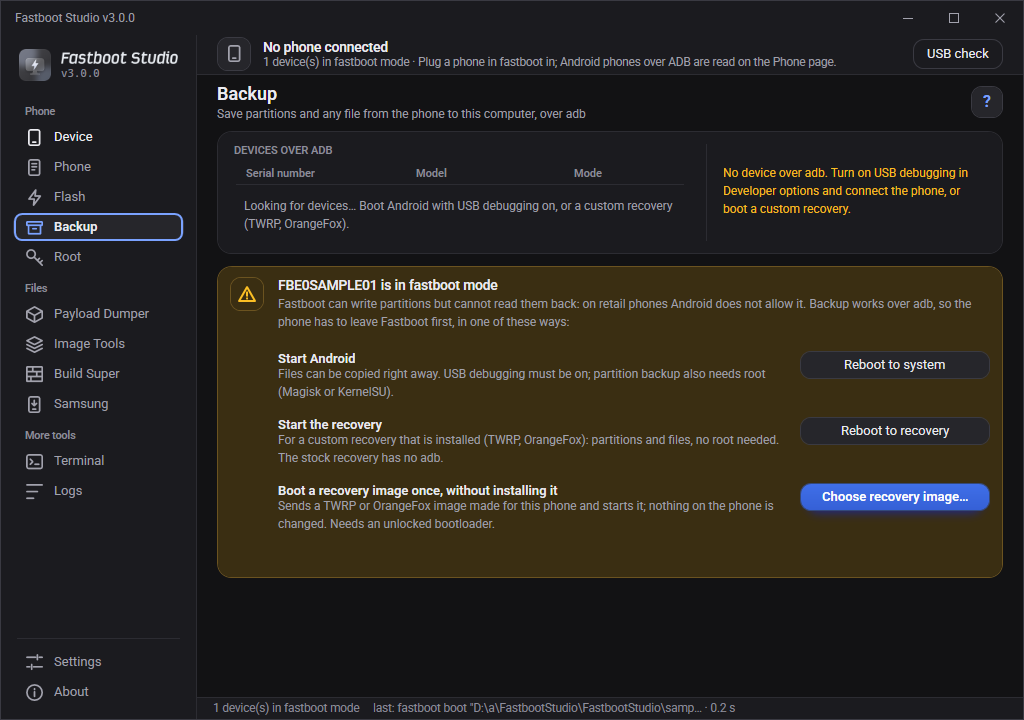 Fastboot Studio v3.0.0
Fastboot Studio
v3.0.0
Phone
Device
Phone
Flash
Backup
Root
Files
Payload Dumper
Image Tools
Build Super
Samsung
More tools
Terminal
Logs
Settings
About
No phone connected
1 device(s) in fastboot mode · Plug a phone in fastboot in; Android phones over ADB are read on the Phone page.
USB check
Backup
Save partitions and any file from the phone to this computer, over adb
?
DEVICES OVER ADB
Serial number Model Mode
Looking for devices... Boot Android with USB debugging on, or a custom recovery
(TWRP, OrangeFox).
No device over adb. Turn on USB debugging in
Developer options and connect the phone, or
boot a custom recovery.
FBE0SAMPLE01 is in fastboot mode
Fastboot can write partitions but cannot read them back: on retail phones Android does not allow it. Backup works over adb, so the
phone has to leave Fastboot first, in one of these ways:
Start Android
Files can be copied right away. USB debugging must be on; partition backup also needs root
(Magisk or KernelSU).
Reboot to system
Start the recovery
For a custom recovery that is installed (TWRP, OrangeFox): partitions and files, no root needed.
The stock recovery has no adb.
Reboot to recovery
Boot a recovery image once, without installing it
Sends a TWRP or OrangeFox image made for this phone and starts it; nothing on the phone is
changed. Needs an unlocked bootloader.
Choose recovery image...
1 device(s) in fastboot mode last: fastboot boot "D:\a\FastbootStudio\FastbootStudio\samp... · 0.2 s